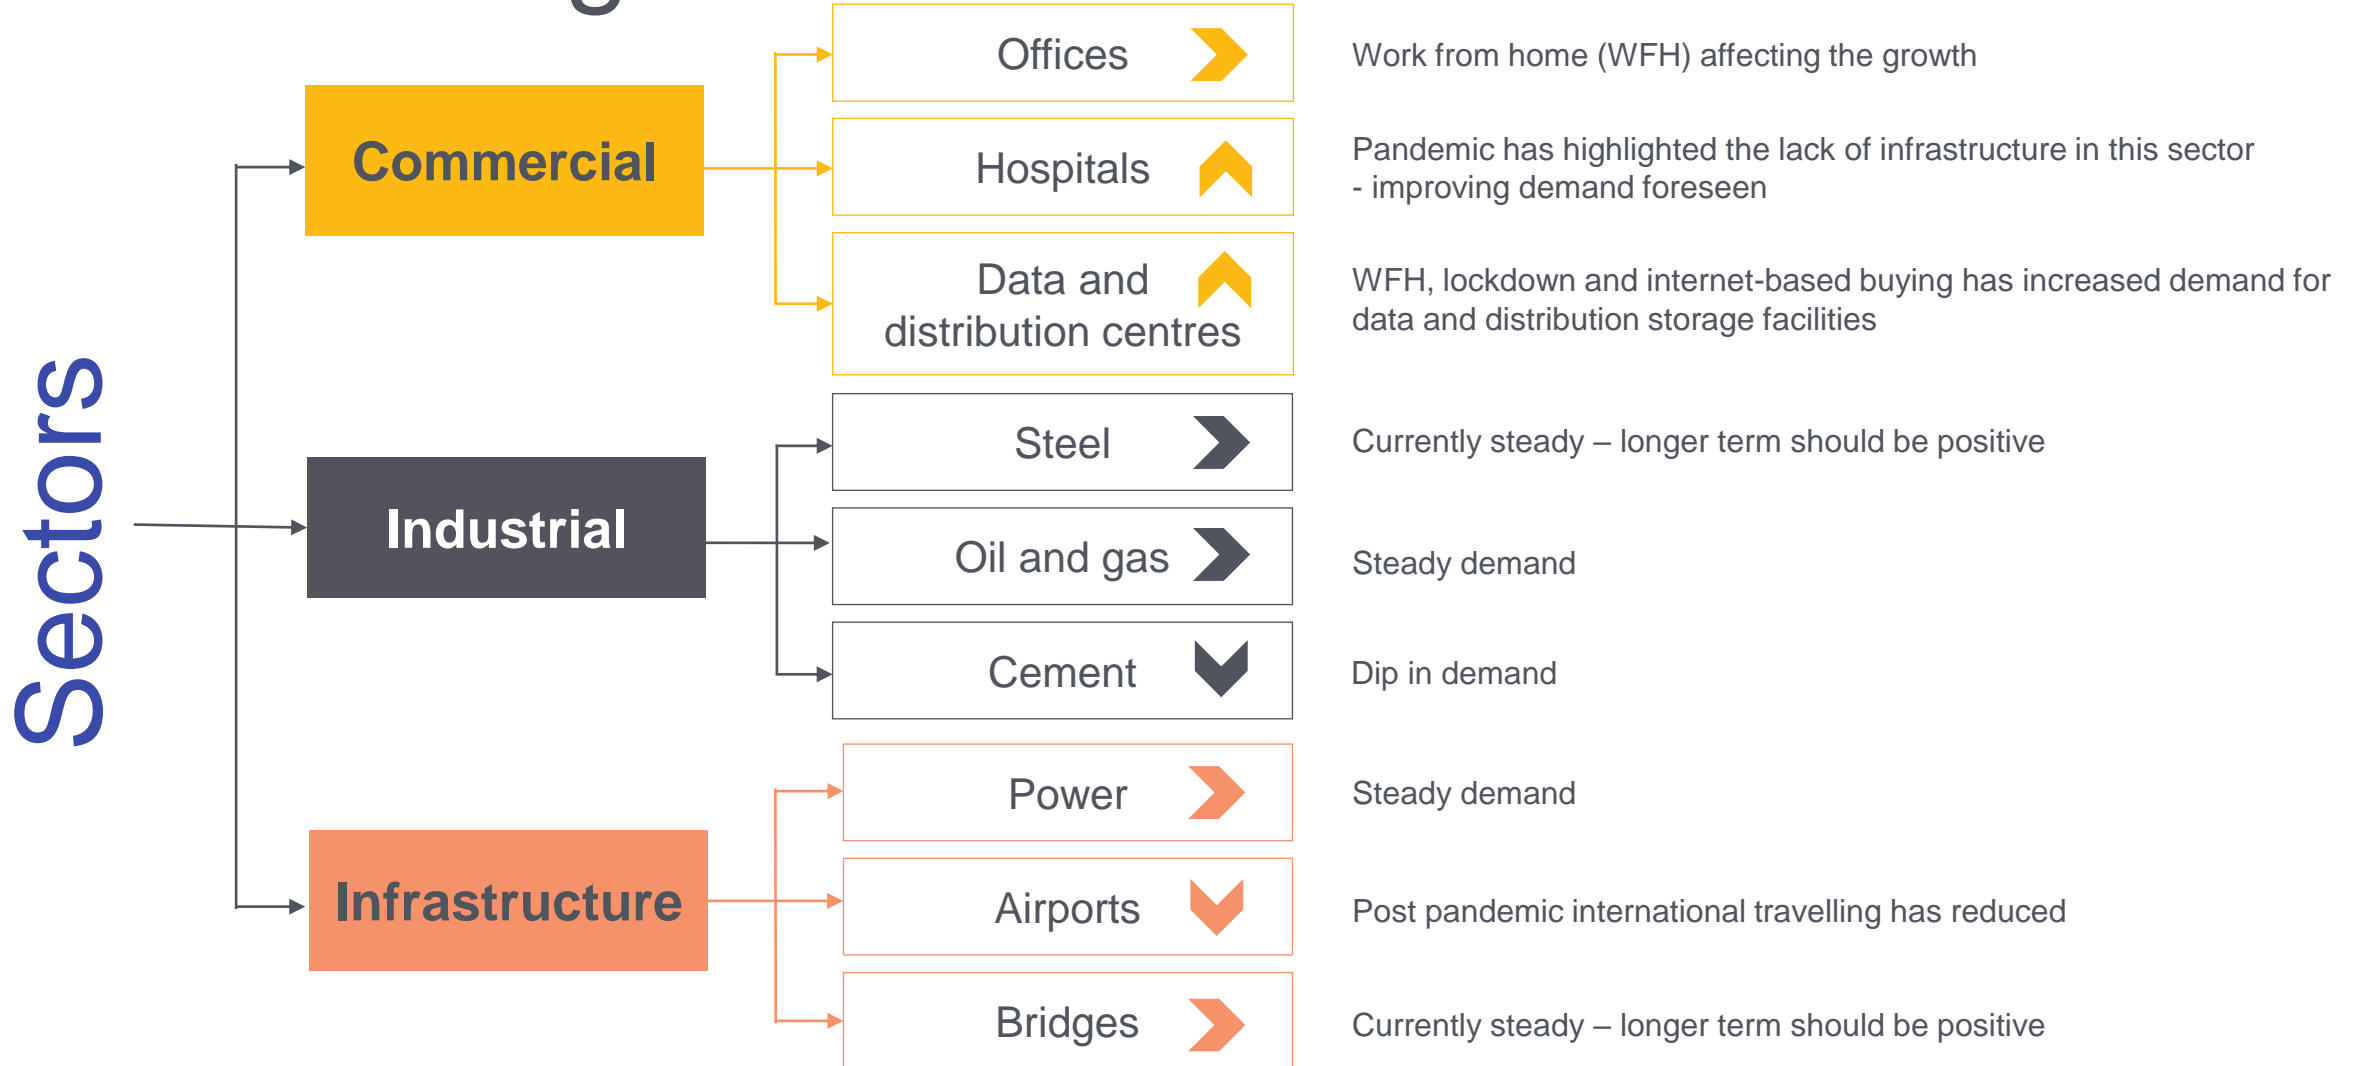 Sectors
Commercial
Offices
Work from home (WFH) affecting the growth
Hospitals
Pandemic has highlighted the lack of infrastructure in this sector
- improving demand foreseen
Data and
distribution centres
WFH, lockdown and internet-based buying has increased demand for
data and distribution storage facilities
Industrial
Steel
Currently steady – longer term should be positive
Oil and gas
Steady demand
Cement
Dip in demand
Infrastructure
Power
Steady demand
Airports
Post pandemic international travelling has reduced
Bridges
Currently steady – longer term should be positive